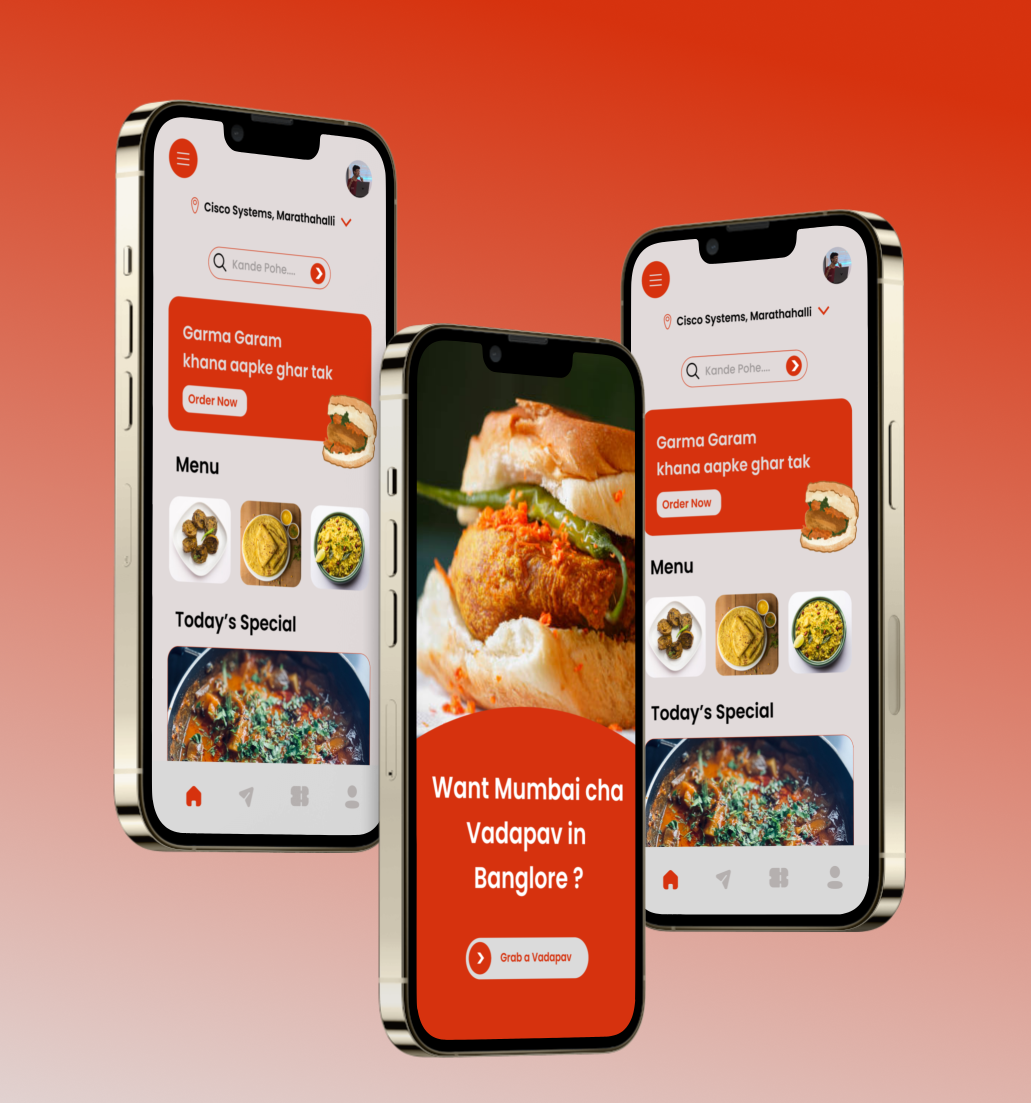 Cisco Systems, Marathahalli
Kande Pohe....
Garma Garam
khana aapke ghar tak
Order Now
Menu
Today's Special
Want Mumbai cha
Vadapav in
Banglore ?
Grab a Vadapav
Cisco Systems, Marathahalli
Kande Pohe....
Garma Garam
khana aapke ghar tak
Order Now
Menu
Today's Special